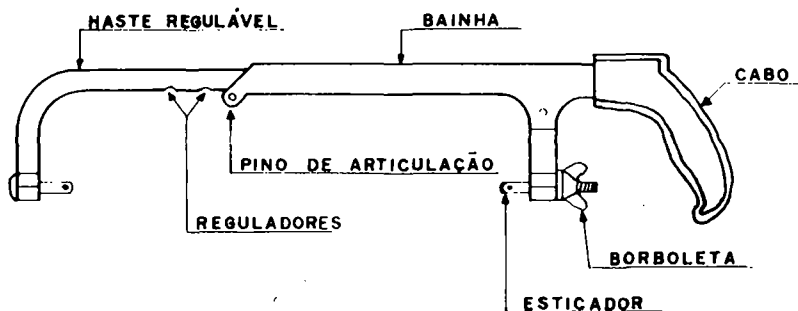 HASTE REGULÁVEL
BAINHA
CABO
PINO DE ARTICULAÇÃO
REGULADORES
BORBOLETA
ESTICADOR